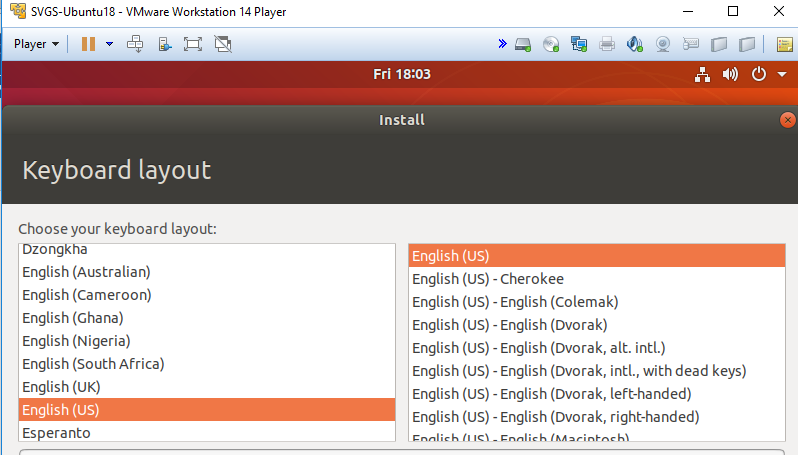 SVGS-Ubuntu18 - VMware Workstation 14 Player
Player
Fri 18:03
Install
Keyboard layout
Choose your keyboard layout:
Dzongkha
English (Australian)
English (Cameroon)
English (Ghana)
English (Nigeria)
English (South Africa)
English (UK)
English (US)
Esperanto
English (US)
English (US) - Cherokee
English (US) - English (Colemak)
English (US) - English (Dvorak)
English (US) - English (Dvorak, alt. intl.)
English (US) - English (Dvorak, intl., with dead keys)
English (US) - English (Dvorak, left-handed)
English (US) - English (Dvorak, right-handed)
English (US) - English (Macintosh)